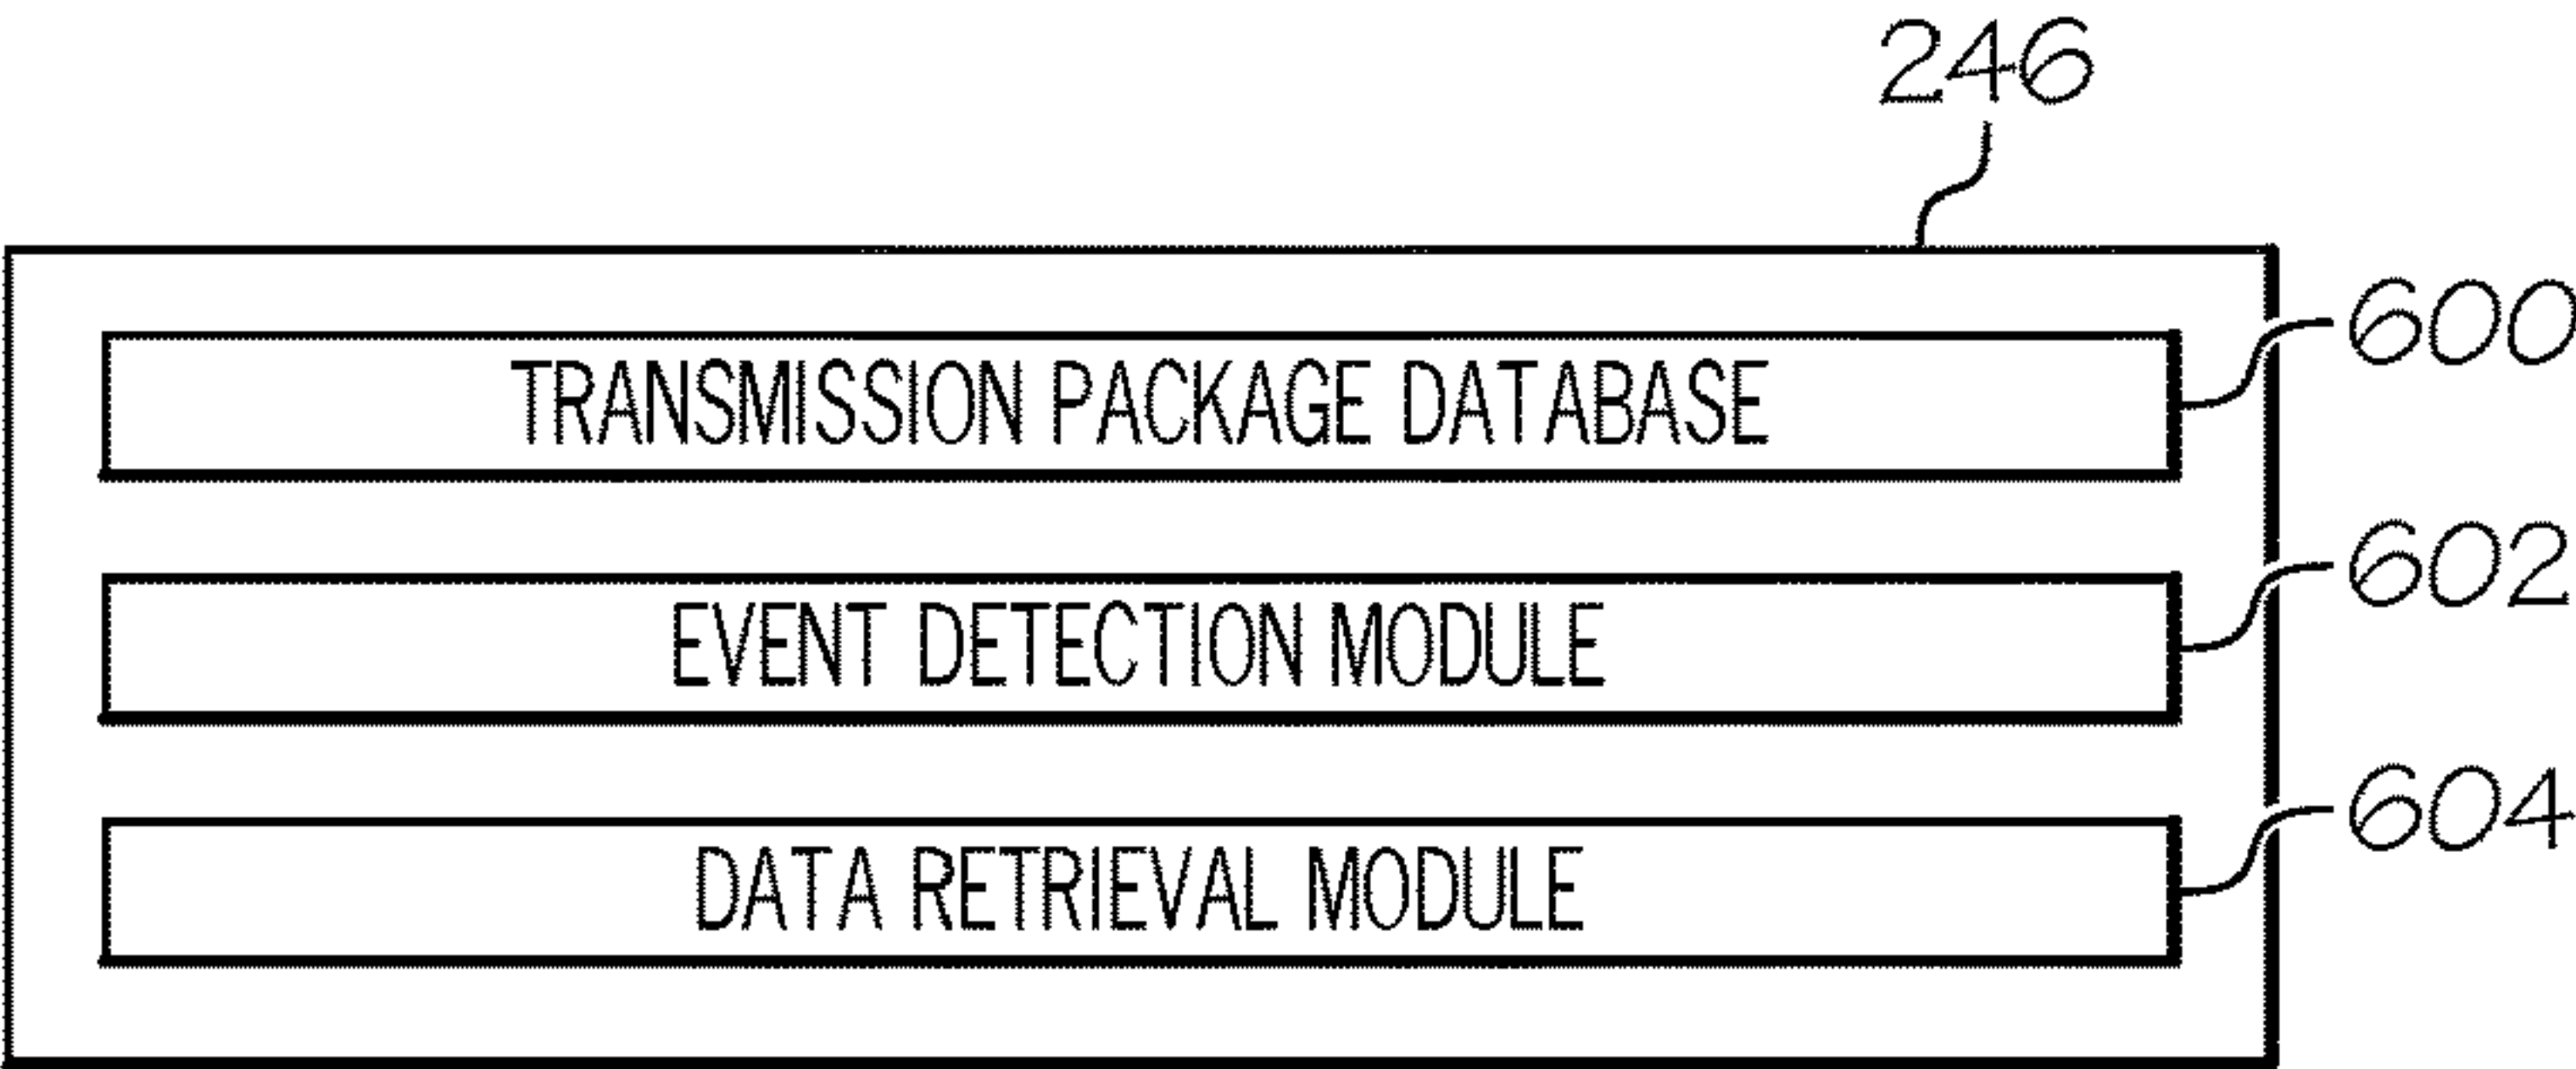 246
TRANSMISSION PACKAGE DATABASE
600
EVENT DETECTION MODULE
602
DATA RETRIEVAL MODULE
604